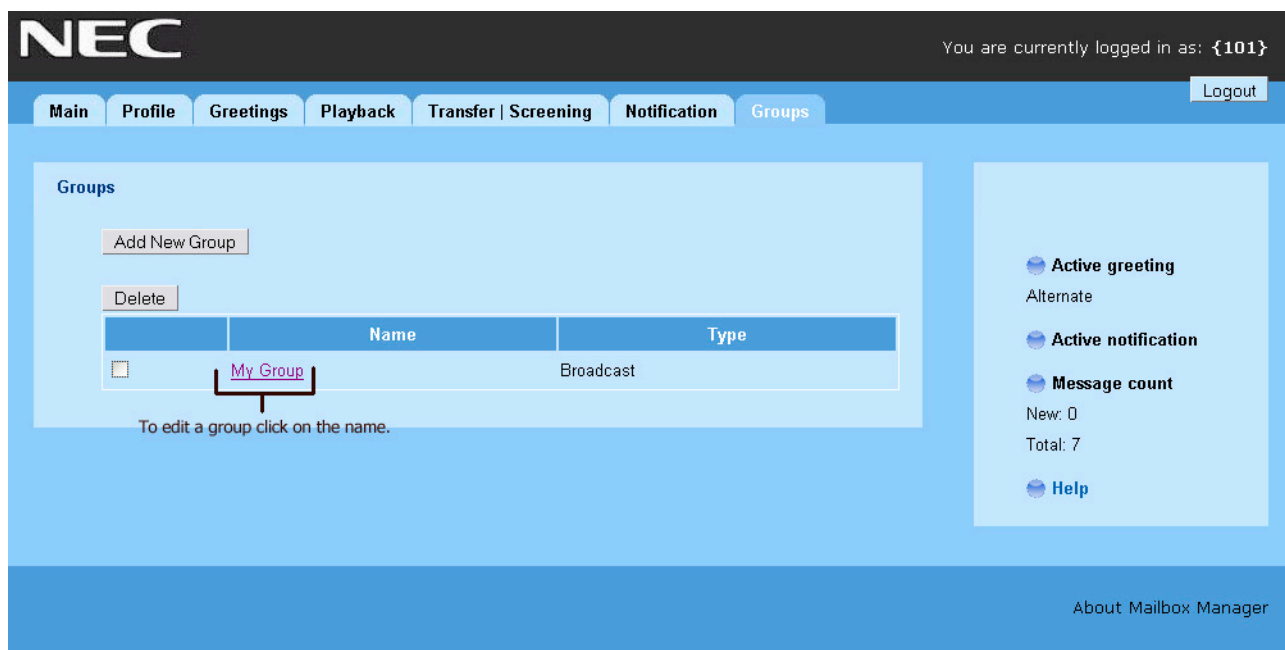 NEC
You are currently logged in as: {101}
Logout
Main Profile Greetings Playback Transfer | Screening Notification Groups
Groups
Add New Group
Delete
Name Type
My Group Broadcast
To edit a group click on the name.
Active greeting
Alternate
Active notification
Message count
New: 0
Total: 7
Help
About Mailbox Manager